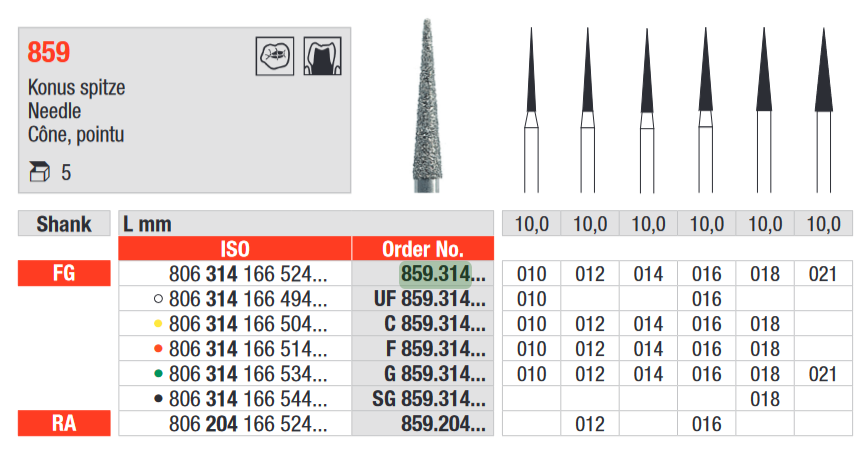 859
Konus spitze
Needle
Cône, pointu
5
Shank L mm 10,0 10,0 10,0 10,0 10,0 10,0
ISO Order No.
FG 806 314 166 524... 859.314... 010 012 014 016 018 021
806 314 166 494... UF 859.314... 010 016
806 314 166 504... C 859.314... 010 012 014 016 018
806 314 166 514... F 859.314... 010 012 014 016 018
806 314 166 534... G 859.314... 010 012 014 016 018 021
806 314 166 544... SG 859.314... 018
RA 806 204 166 524... 859.204... 012 016